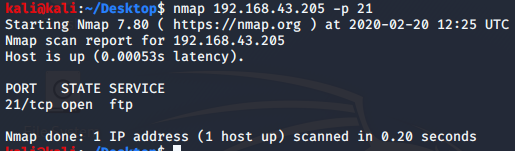 kali@kali:~/Desktop$ nmap 192.168.43.205 -p 21
Starting Nmap 7.80 ( https://nmap.org ) at 2020-02-20 12:25 UTC
Nmap scan report for 192.168.43.205
Host is up (0.00053s latency).
PORT   STATE SERVICE
21/tcp open  ftp
Nmap done: 1 IP address (1 host up) scanned in 0.20 seconds